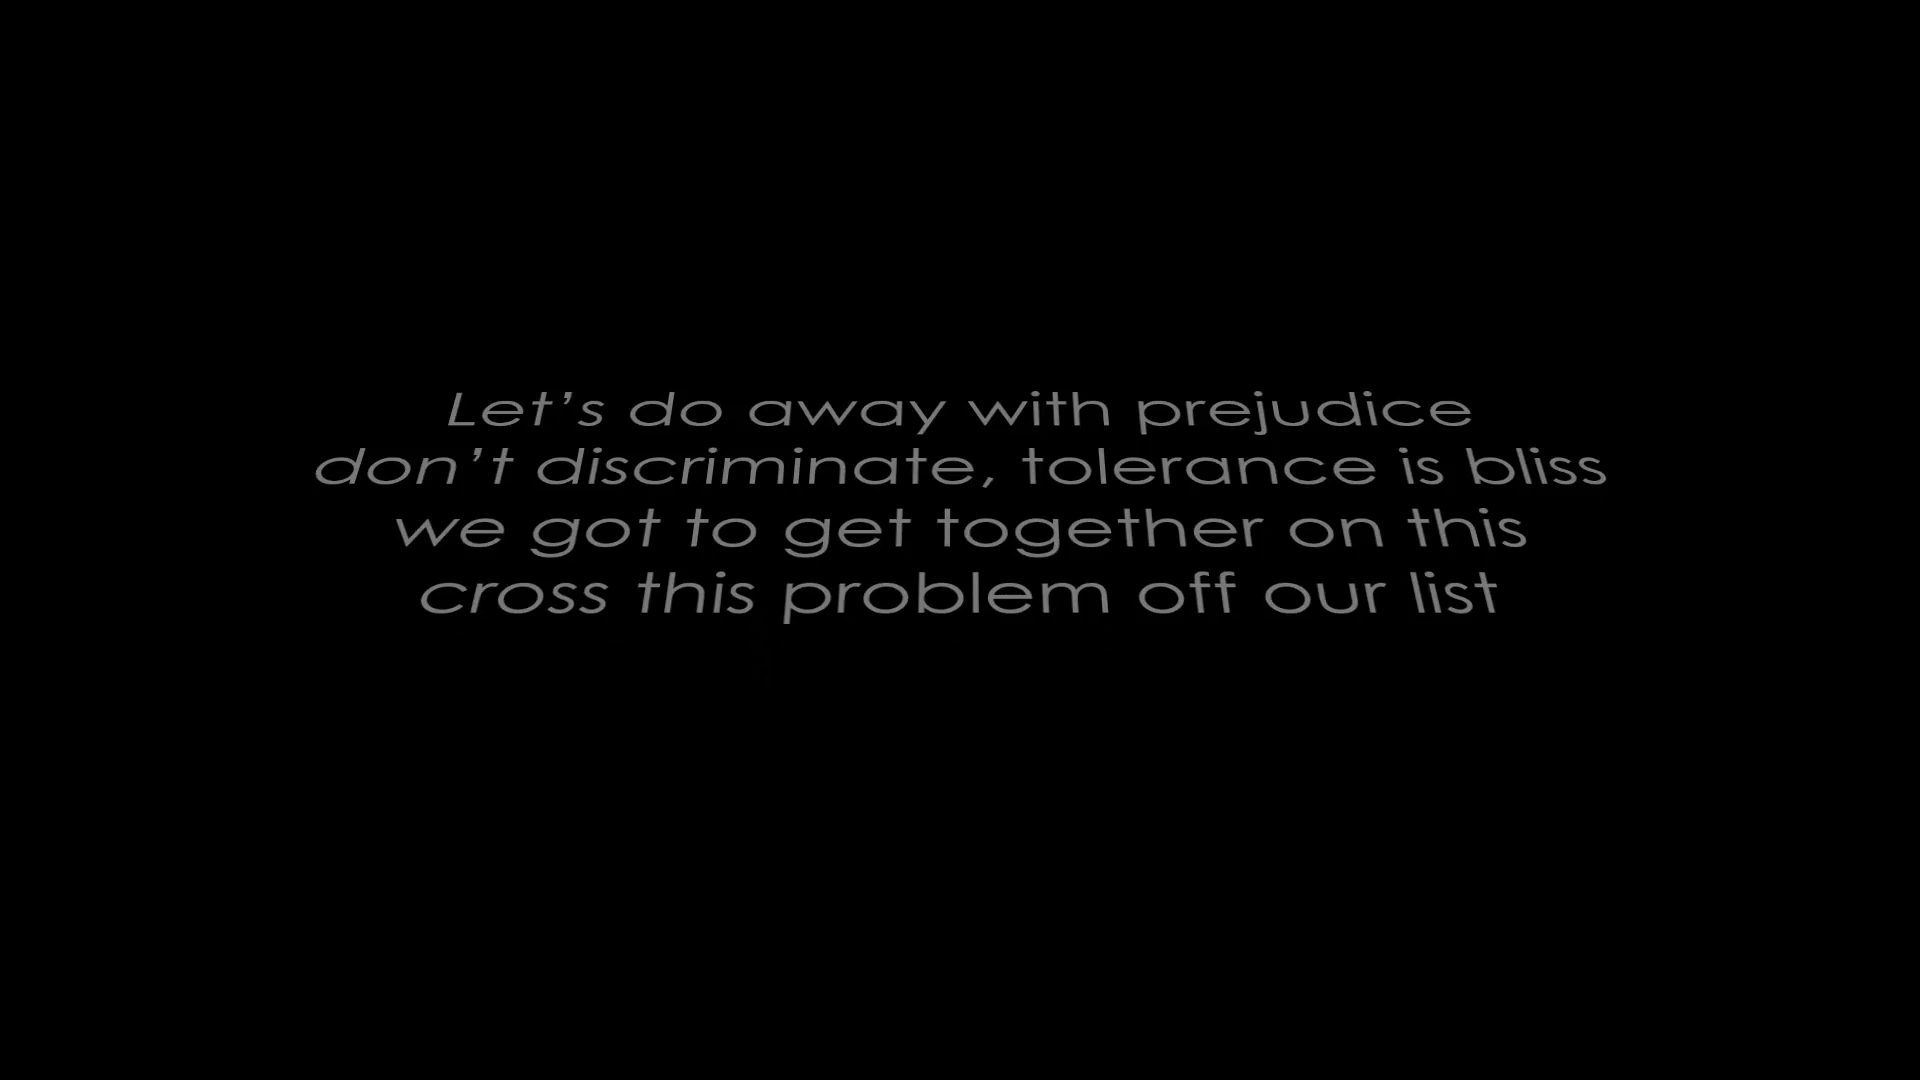 Let’s do away with prejudice
don’t discriminate, tolerance is bliss
we got to get together on this
cross this problem off our list